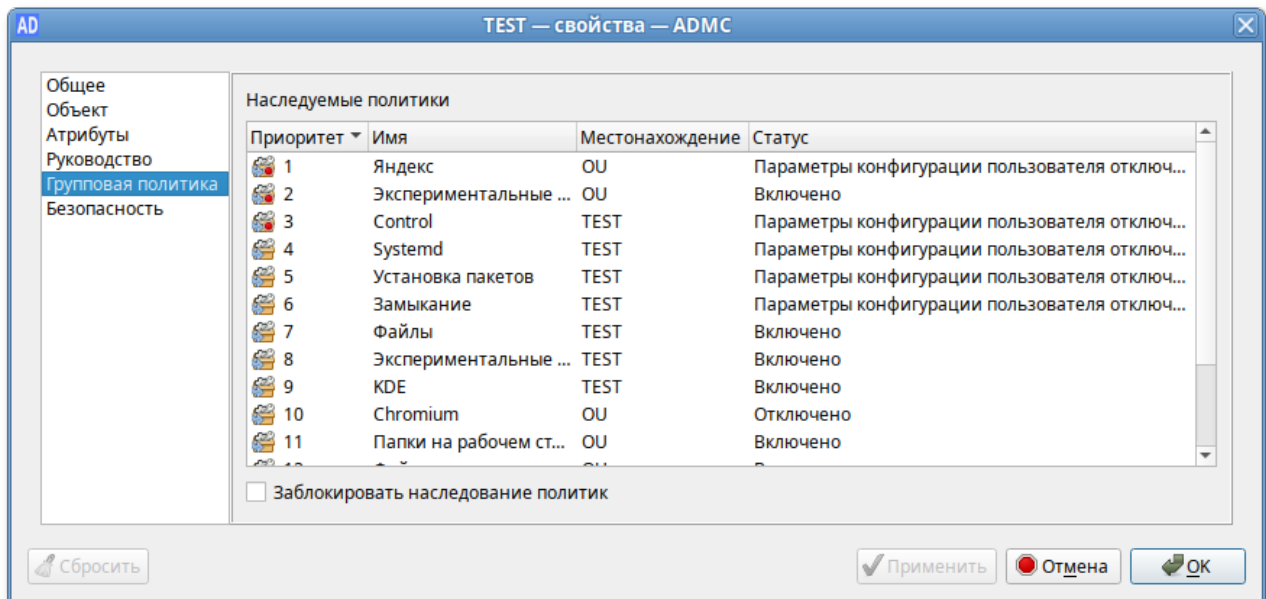 AD TEST — свойства — ADMC
Общее
Объект
Атрибуты
Руководство
Групповая политика
Безопасность
Наследуемые политики
Приоритет Имя Местонахождение Статус
1 Яндекс OU Параметры конфигурации пользователя отключ...
2 Экспериментальные ... OU Включено
3 Control TEST Параметры конфигурации пользователя отключ...
4 Systemd TEST Параметры конфигурации пользователя отключ...
5 Установка пакетов TEST Параметры конфигурации пользователя отключ...
6 Замыкание TEST Параметры конфигурации пользователя отключ...
7 Файлы TEST Включено
8 Экспериментальные ... TEST Включено
9 KDE TEST Включено
10 Chromium OU Отключено
11 Папки на рабочем ст... OU Включено
Заблокировать наследование политик
Сбросить Применить Отмена OK